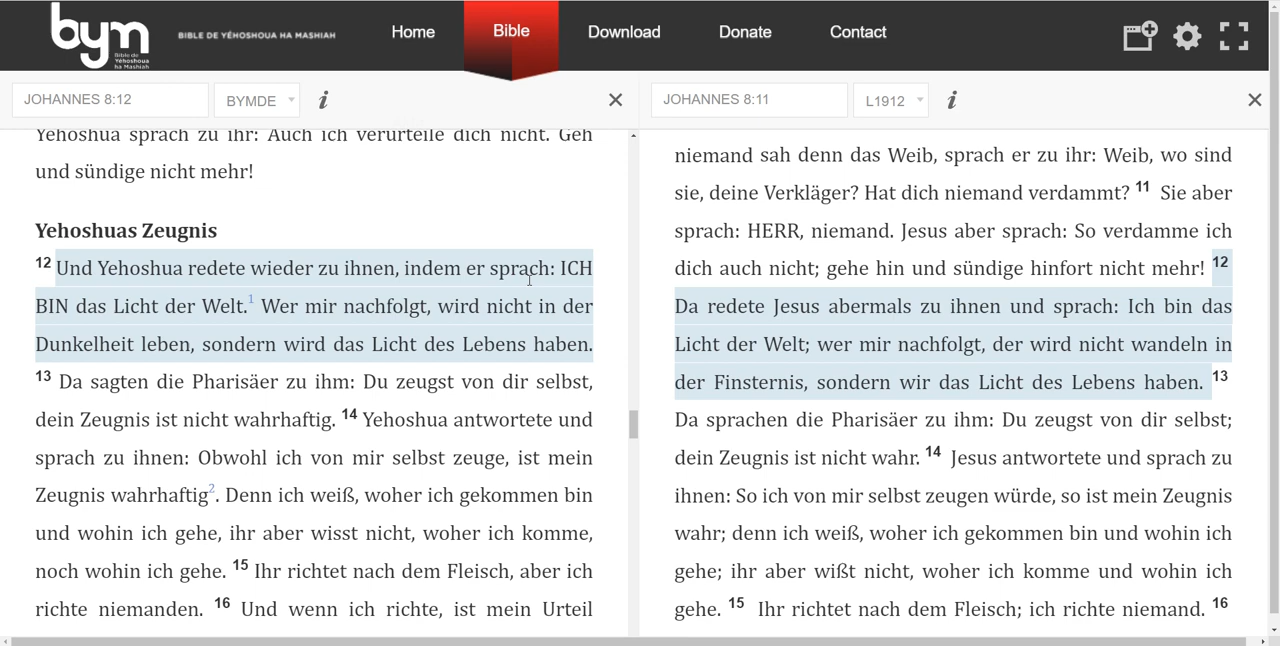 bym
Bible de
Yéhoshoua
ha Mashiah
BIBLE DE YÉHOSHOUA HA MASHIAH
Home
Bible
Download
Donate
Contact
JOHANNES 8:12
BYMDE
i
JOHANNES 8:11
L1912
i
Yehoshua sprach zu ihr: Auch ich verurteile dich nicht. Geh
und sündige nicht mehr!
Yehoshuas Zeugnis
12 Und Yehoshua redete wieder zu ihnen, indem er sprach: ICH
BIN das Licht der Welt.1 Wer mir nachfolgt, wird nicht in der
Dunkelheit leben, sondern wird das Licht des Lebens haben.
13 Da sagten die Pharisäer zu ihm: Du zeugst von dir selbst,
dein Zeugnis ist nicht wahrhaftig. 14 Yehoshua antwortete und
sprach zu ihnen: Obwohl ich von mir selbst zeuge, ist mein
Zeugnis wahrhaftig2. Denn ich weiß, woher ich gekommen bin
und wohin ich gehe, ihr aber wisst nicht, woher ich komme,
noch wohin ich gehe. 15 Ihr richtet nach dem Fleisch, aber ich
richte niemanden. 16 Und wenn ich richte, ist mein Urteil
niemand sah denn das Weib, sprach er zu ihr: Weib, wo sind
sie, deine Verkläger? Hat dich niemand verdammt? 11 Sie aber
sprach: HERR, niemand. Jesus aber sprach: So verdamme ich
dich auch nicht; gehe hin und sündige hinfort nicht mehr! 12
Da redete Jesus abermals zu ihnen und sprach: Ich bin das
Licht der Welt; wer mir nachfolgt, der wird nicht wandeln in
der Finsternis, sondern wir das Licht des Lebens haben. 13
Da sprachen die Pharisäer zu ihm: Du zeugst von dir selbst;
dein Zeugnis ist nicht wahr. 14 Jesus antwortete und sprach zu
ihnen: So ich von mir selbst zeugen würde, so ist mein Zeugnis
wahr; denn ich weiß, woher ich gekommen bin und wohin ich
gehe; ihr aber wißt nicht, woher ich komme und wohin ich
gehe. 15 Ihr richtet nach dem Fleisch; ich richte niemand. 16